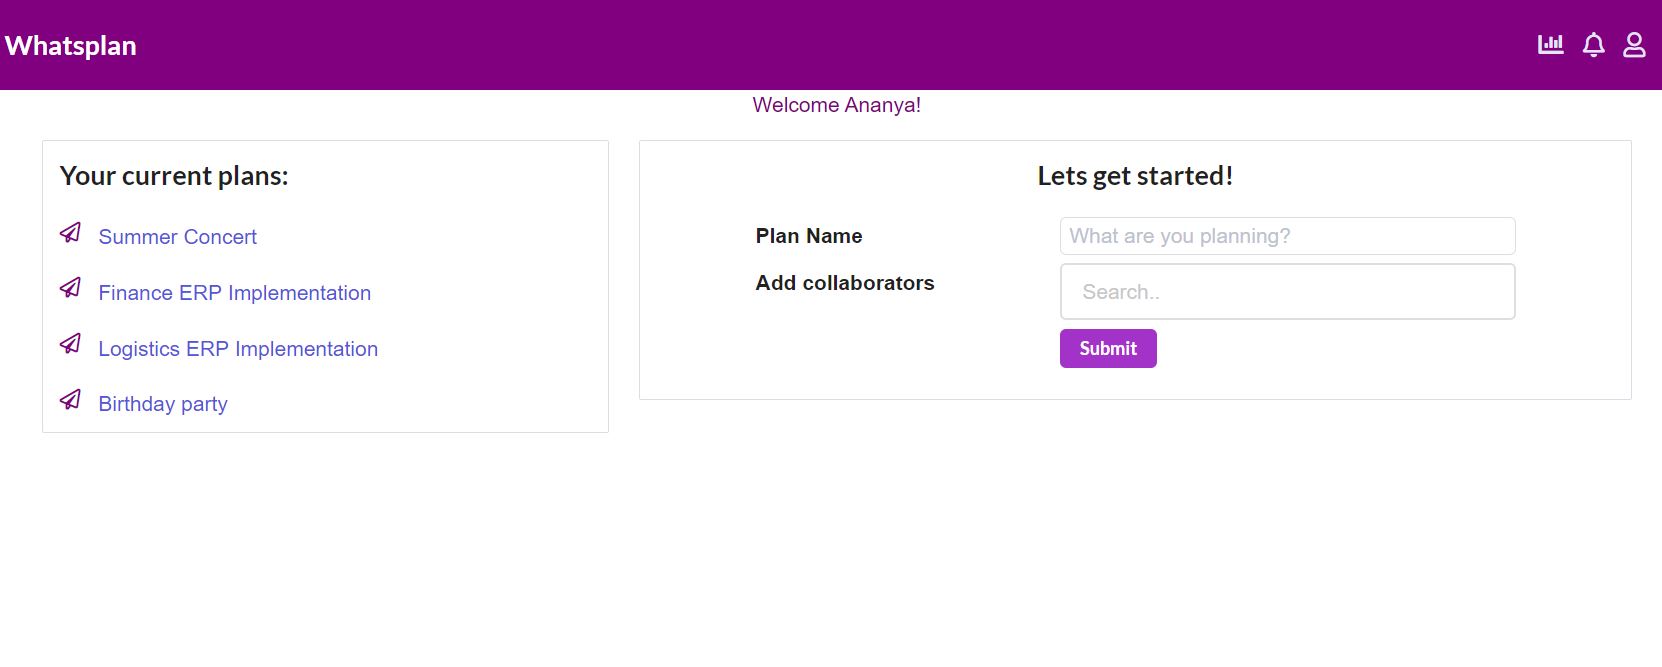 Whatsplan
Welcome Ananya!
Your current plans:
Summer Concert
Finance ERP Implementation
Logistics ERP Implementation
Birthday party
Lets get started!
Plan Name
What are you planning?
Add collaborators
Search..
Submit